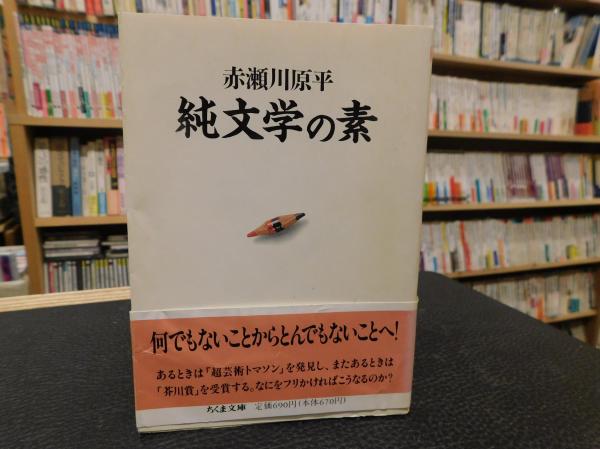 赤瀬川原平
純文学の素
何でもないことからとんでもないことへ!
あるときは「超芸術トマソン」を発見し、またあるときは
「芥川賞」を受賞する。なにをフリかければこうなるのか?
ちくま文庫 定価690円(本体670円)